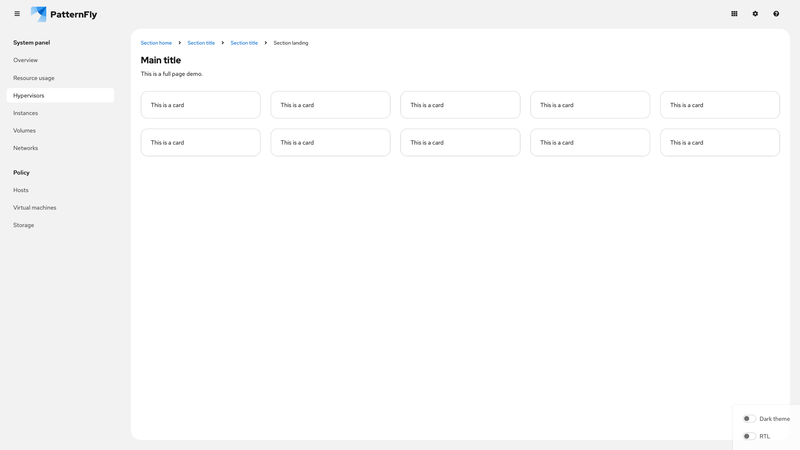 PatternFly
System panel
Overview
Resource usage
Hypervisors
Instances
Volumes
Networks
Policy
Hosts
Virtual machines
Storage
Section home
Section title
Section title
Section landing
Main title
This is a full page demo.
This is a card
This is a card
This is a card
This is a card
This is a card
This is a card
This is a card
This is a card
This is a card
This is a card
Dark theme
RTL